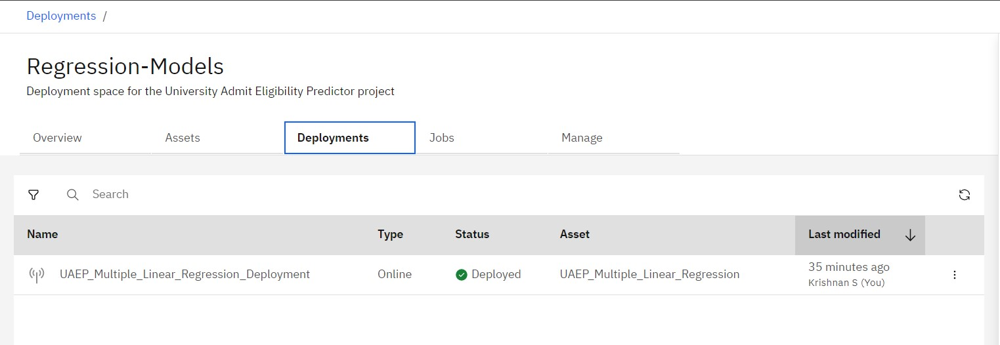 Deployments /
Regression-Models
Deployment space for the University Admit Eligibility Predictor project
Overview Assets Deployments Jobs Manage
Search
Name Type Status Asset Last modified
UAEP_Multiple_Linear_Regression_Deployment Online Deployed UAEP_Multiple_Linear_Regression 35 minutes ago
Krishnan S (You)